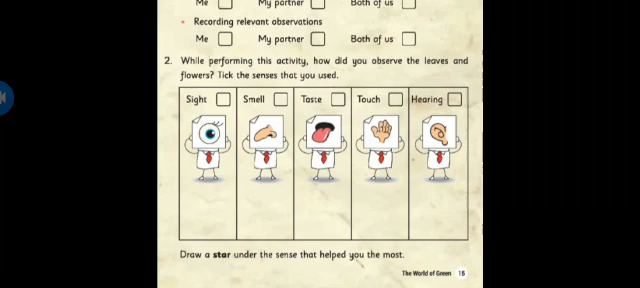 Me My partner Both of us
• Recording relevant observations
Me My partner Both of us
2. While performing this activity, how did you observe the leaves and
flowers? Tick the senses that you used.
Sight Smell Taste Touch Hearing
Draw a star under the sense that helped you the most.
The World of Green 15